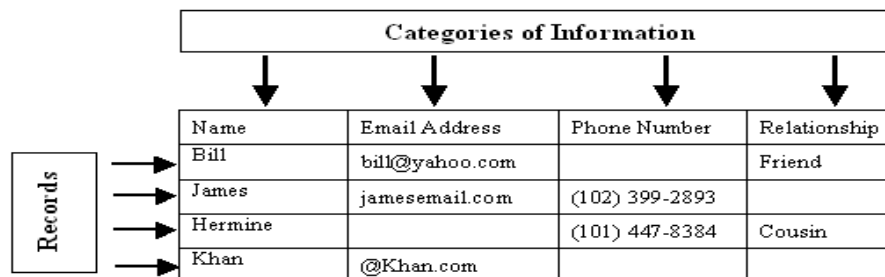 Categories of Information
Name Email Address Phone Number Relationship
Records
Bill bill@yahoo.com Friend
James jamesemail.com (102) 399-2893
Hermine (101) 447-8384 Cousin
Khan @Khan.com